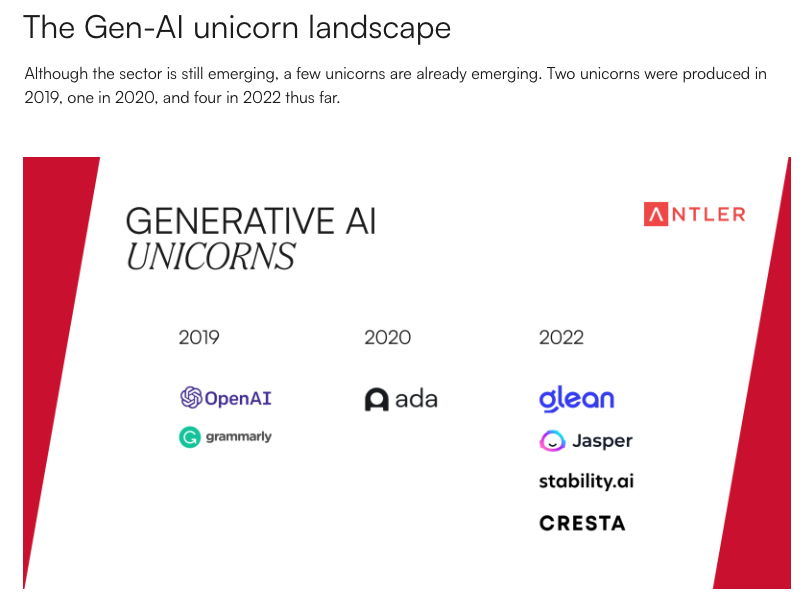 The Gen-AI unicorn landscape
Although the sector is still emerging, a few unicorns are already emerging. Two unicorns were produced in
2019, one in 2020, and four in 2022 thus far.
GENERATIVE AI
UNICORNS
ANTLER
2019
2020
2022
OpenAI
grammarly
ada
glean
Jasper
stability.ai
CRESTA